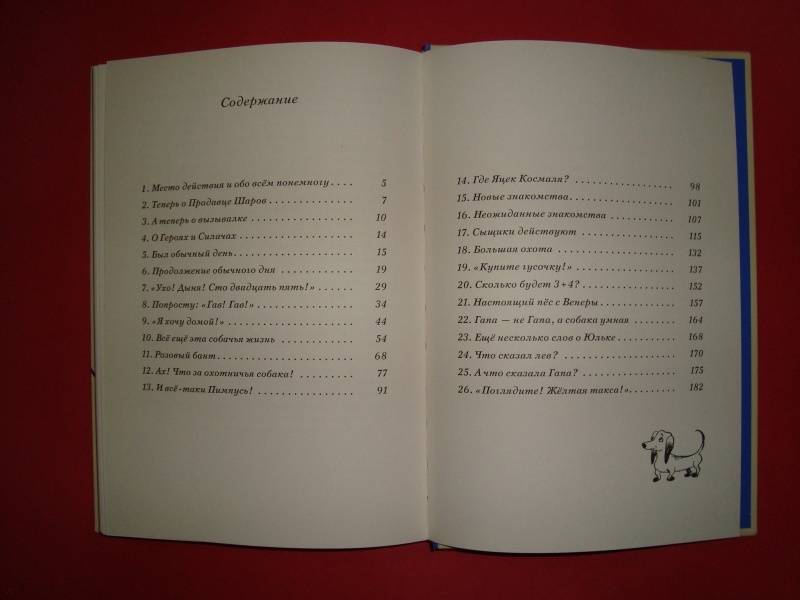 Содержание
1. Место действия и обо всём понемногу.... 5
2. Теперь о Продавце Шаров.............. 7
3. А теперь о вызывалке................. 10
4. О Героях и Силачах................... 14
5. Был обычный день..................... 15
6. Продолжение обычного дня............. 19
7. «Ухо! Дыня! Сто двадцать пять!»...... 29
8. Попросту: «Гав! Гав!»................ 34
9. «Я хочу домой!»...................... 44
10. Всё ещё эта собачья жизнь........... 54
11. Розовый бант........................ 68
12. Ах! Что за охотничья собака!........ 77
13. И всё-таки Пимпусь!................. 91
14. Где Яцек Космаля?................... 98
15. Новые знакомства.................... 101
16. Неожиданные знакомства.............. 107
17. Сыщики действуют.................... 115
18. Большая охота....................... 132
19. «Купите гусочку!»................... 137
20. Сколько будет 3+4?.................. 152
21. Настоящий пёс с Венеры.............. 157
22. Гапа — не Гапа, а собака умная...... 164
23. Ещё несколько слов о Юльке.......... 168
24. Что сказал лев?..................... 170
25. А что сказала Гапа?................. 175
26. «Поглядите! Жёлтая такса!».......... 182